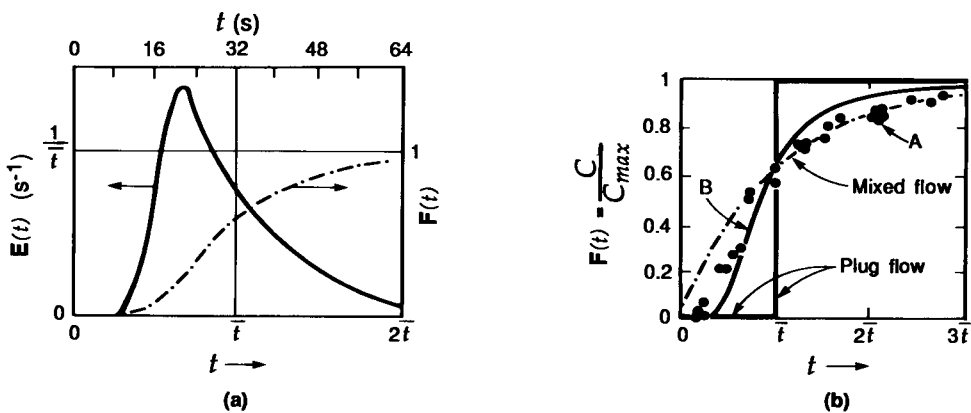 t (s)
0 16 32 48 64
E(t) (s⁻¹)
1/t̅
0
1
F(t)
0 t̅ 2t̅
t →
(a)
F(t) = C/Cmax
1
0.8
0.6
0.4
0.2
0
A
Mixed flow
B
Plug flow
0 t̅ 2t̅ 3t̅
t →
(b)